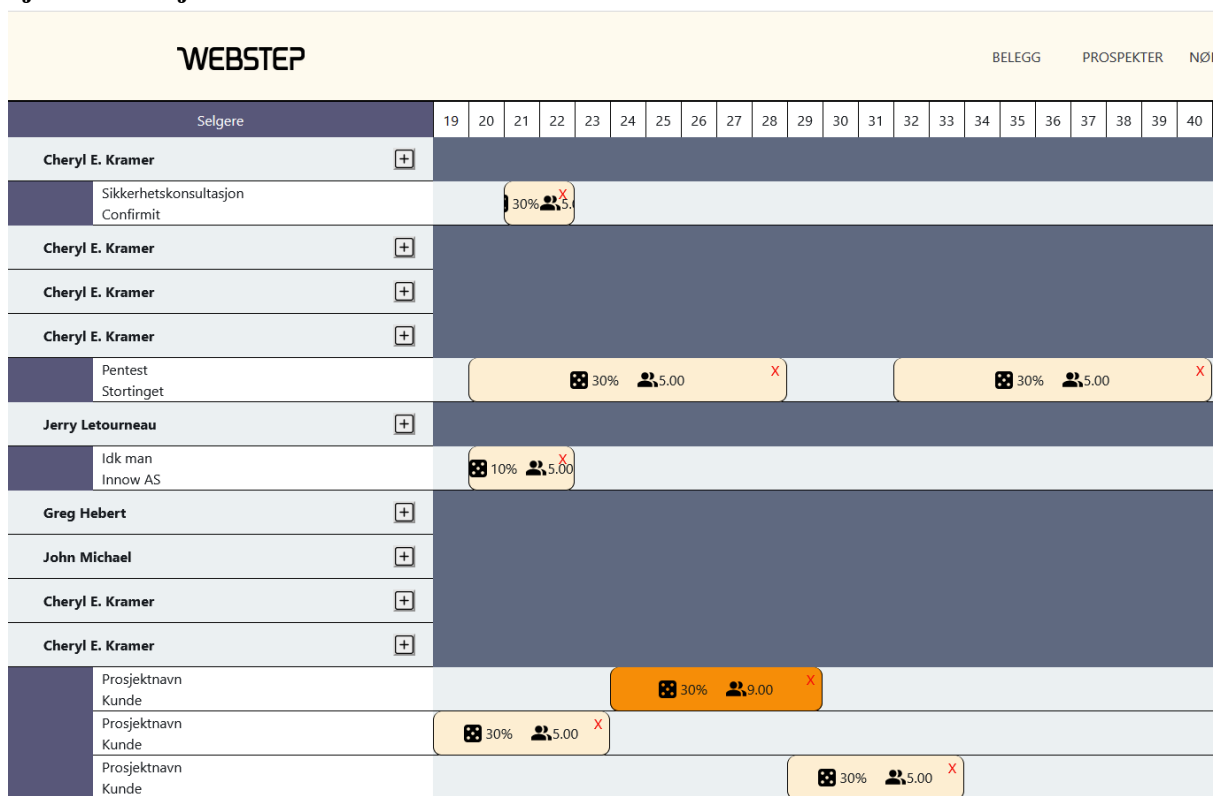 WEBSTEP
BELEGG PROSPEKTER
Selgere 19 20 21 22 23 24 25 26 27 28 29 30 31 32 33 34 35 36 37 38 39 40
Cheryl E. Kramer
Sikkerhetskonsultasjon
Confirmit
30% 5. X
Cheryl E. Kramer
Cheryl E. Kramer
Cheryl E. Kramer
Pentest
Stortinget
30% 5.00 X 30% 5.00 X
Jerry Letourneau
Idk man
Innow AS
10% 5.00 X
Greg Hebert
John Michael
Cheryl E. Kramer
Cheryl E. Kramer
Prosjektnavn
Kunde
30% 9.00 X
Prosjektnavn
Kunde
30% 5.00 X
Prosjektnavn
Kunde
30% 5.00 X